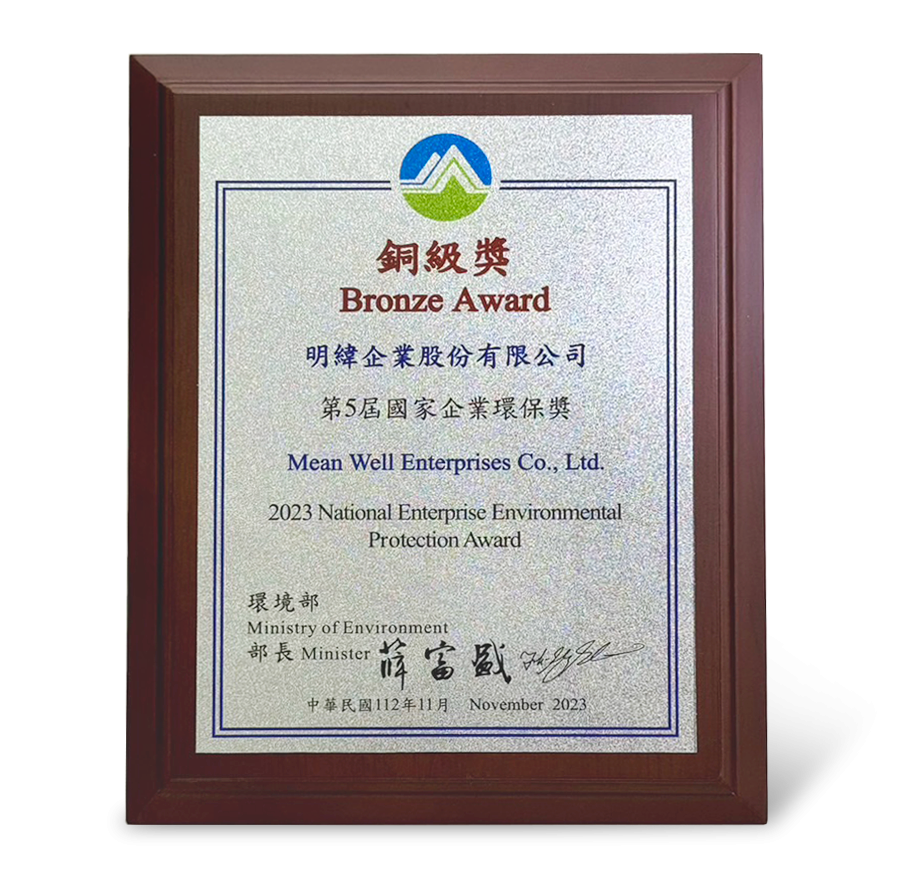 銅級獎
Bronze Award
明緯企業股份有限公司
第5屆國家企業環保獎
Mean Well Enterprises Co., Ltd.
2023 National Enterprise Environmental
Protection Award
環境部
Ministry of Environment
部長 Minister 薛富盛
中華民國112年11月 November 2023